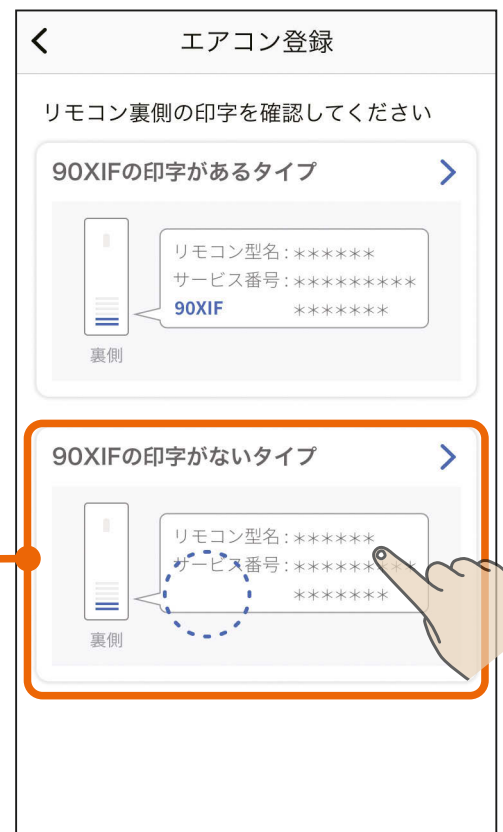 エアコン登録
リモコン裏側の印字を確認してください
90XIFの印字があるタイプ
リモコン型名:******
サービス番号:*********
90XIF *******
裏側
90XIFの印字がないタイプ
リモコン型名:******
サービス番号:*********
*******
裏側